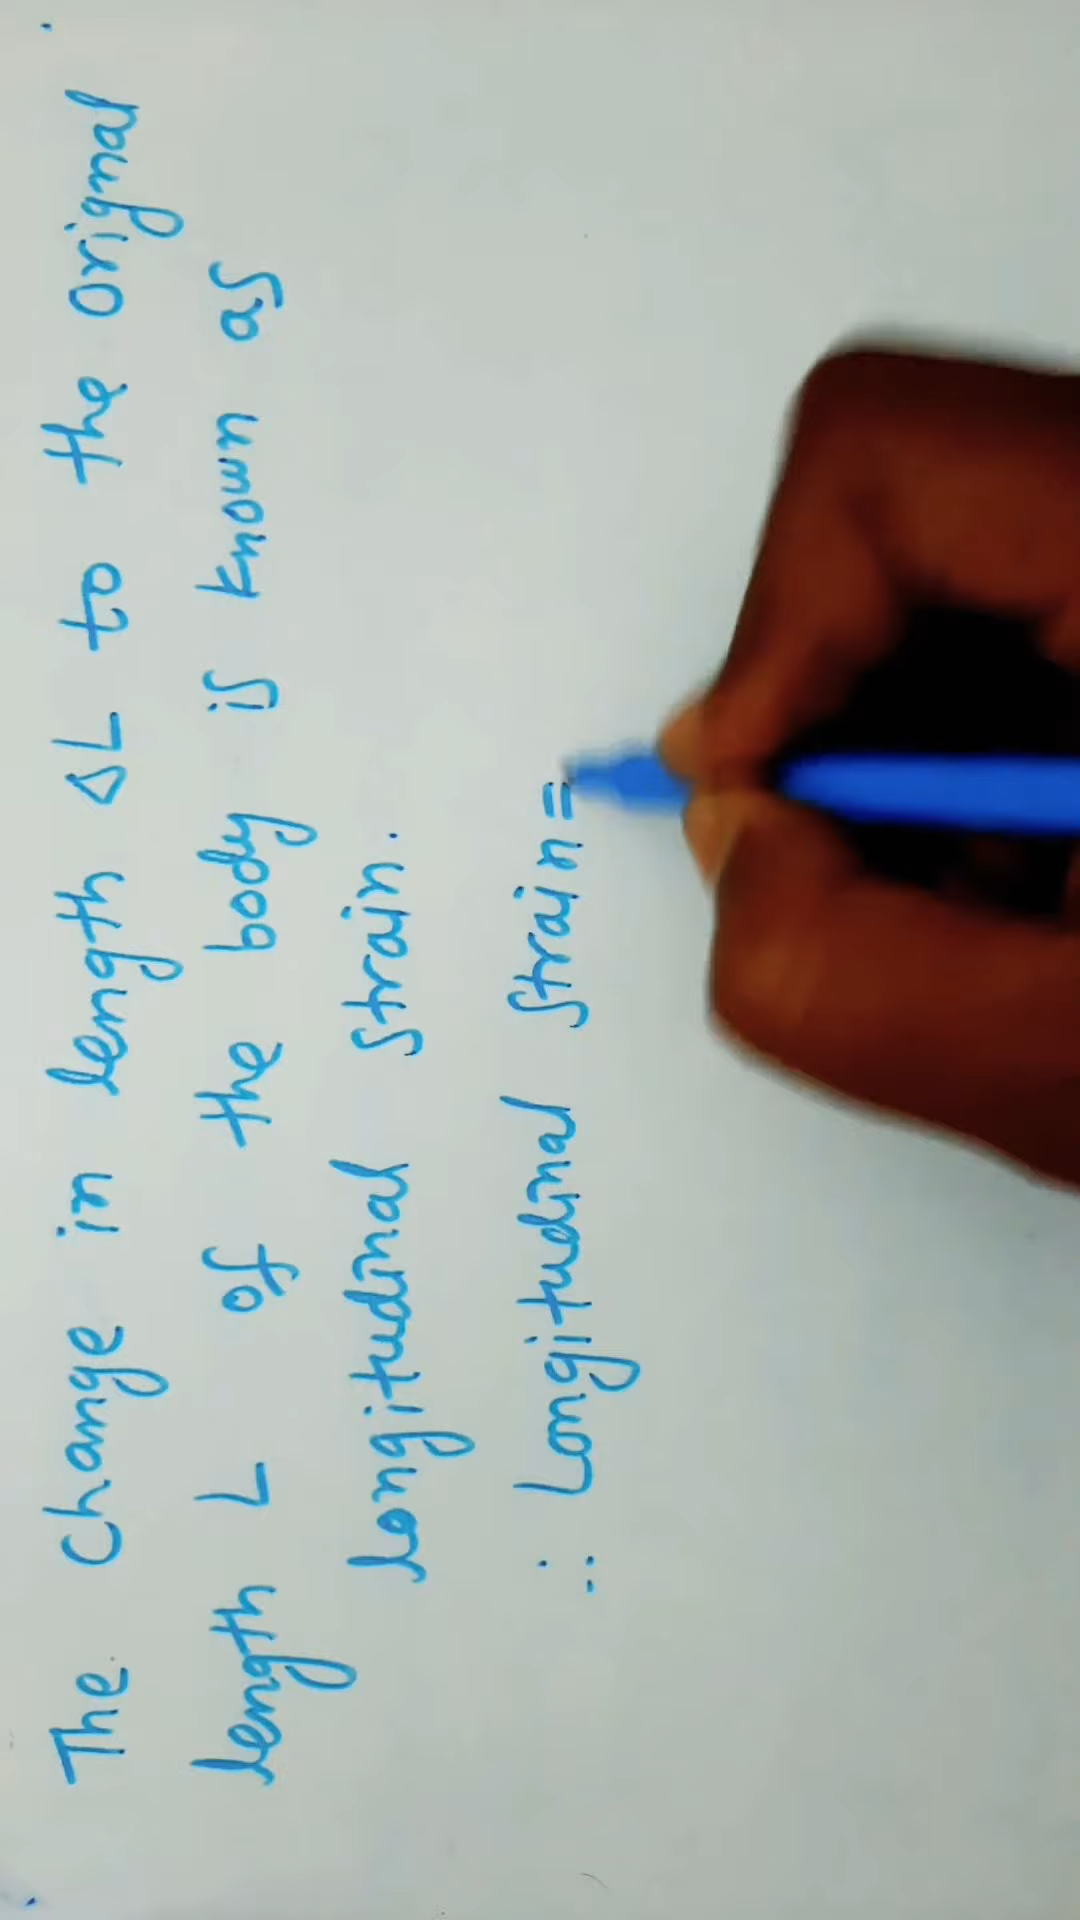 The change in length ΔL to the original
length L of the body is known as
longitudinal strain.
∴ Longitudinal strain =